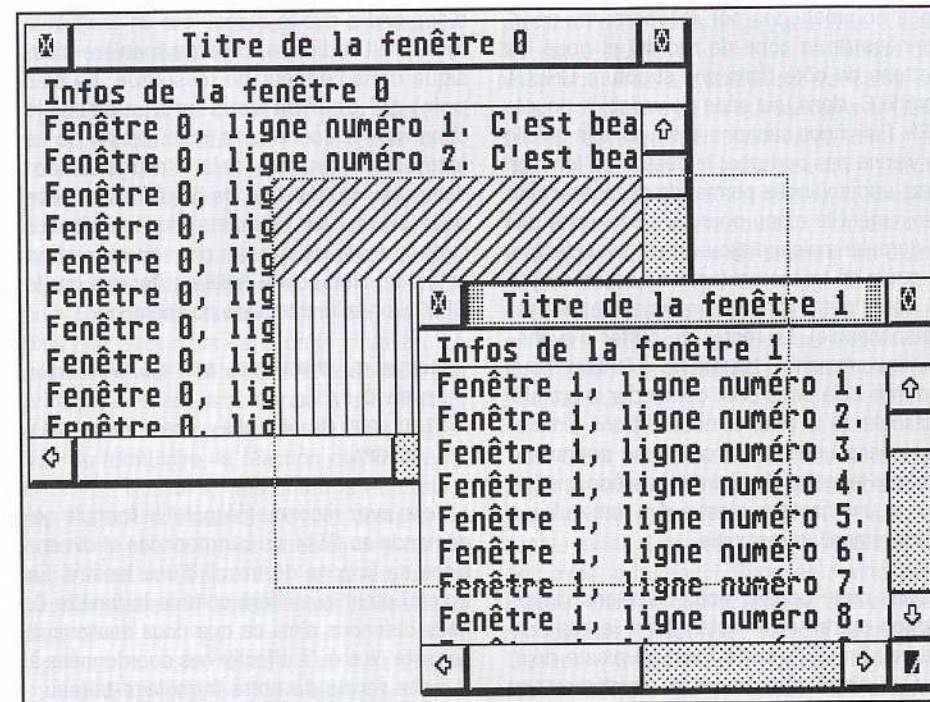 Titre de la fenêtre 0
Infos de la fenêtre 0
Fenêtre 0, ligne numéro 1. C'est bea
Fenêtre 0, ligne numéro 2. C'est bea
Fenêtre 0, lig
Fenêtre 0, lig
Fenêtre 0, lig
Fenêtre 0, lig
Fenêtre 0, lig
Fenêtre 0, lig
Fenêtre 0, lig
Fenêtre 0, lig
Titre de la fenêtre 1
Infos de la fenêtre 1
Fenêtre 1, ligne numéro 1.
Fenêtre 1, ligne numéro 2.
Fenêtre 1, ligne numéro 3.
Fenêtre 1, ligne numéro 4.
Fenêtre 1, ligne numéro 5.
Fenêtre 1, ligne numéro 6.
Fenêtre 1, ligne numéro 7.
Fenêtre 1, ligne numéro 8.